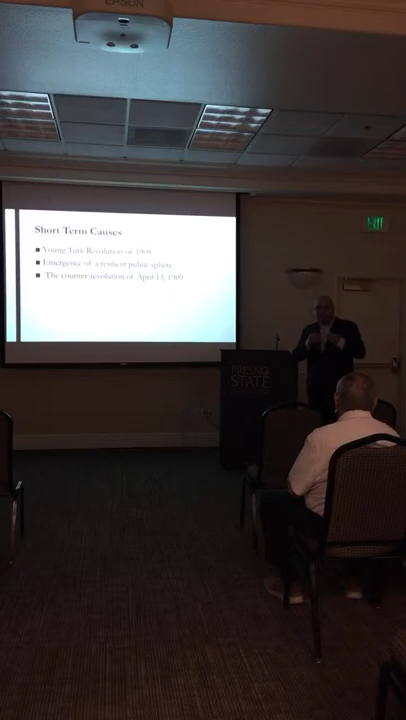 EPSON
Short Term Causes
■ Young Turk Revolution of 1908
■ Emergence of a resilient public sphere
■ The counter revolution of April 13, 1909
EXIT
FRESNO
STATE